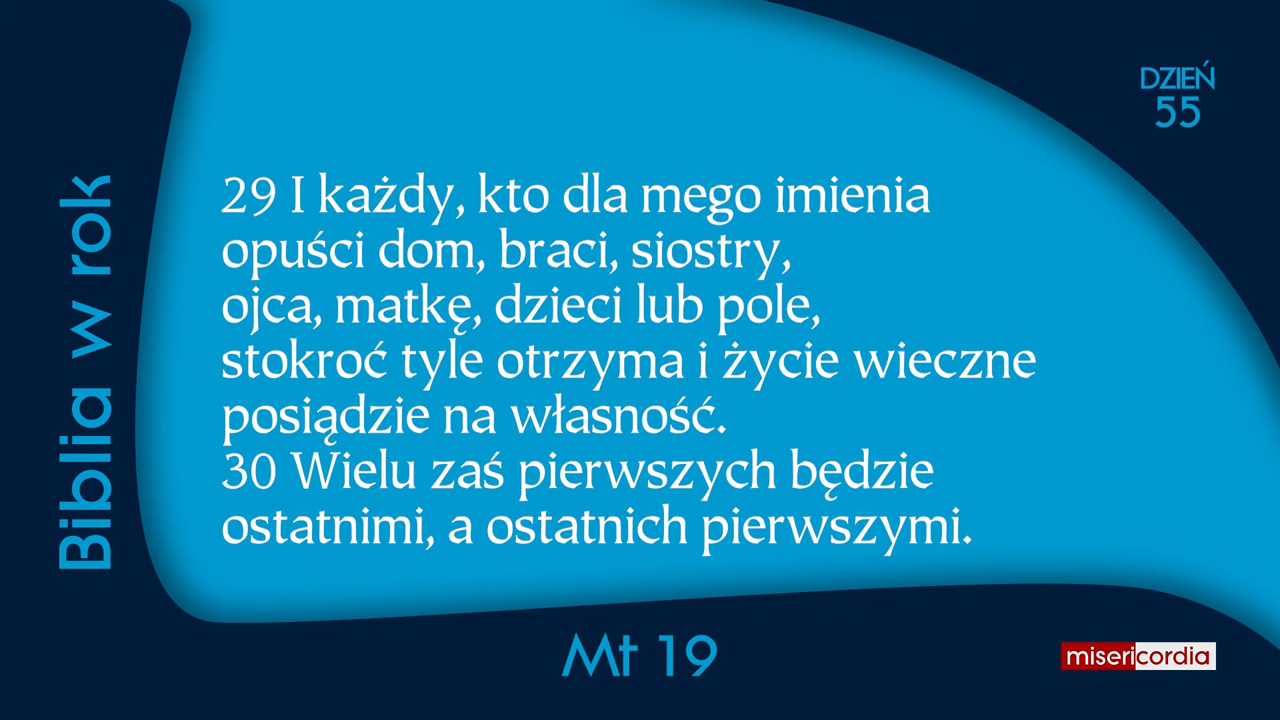 DZIEŃ
55
Biblia w rok
29 I każdy, kto dla mego imienia
opuści dom, braci, siostry,
ojca, matkę, dzieci lub pole,
stokroć tyle otrzyma i życie wieczne
posiądzie na własność.
30 Wielu zaś pierwszych będzie
ostatnimi, a ostatnich pierwszymi.
Mt 19
misericordia